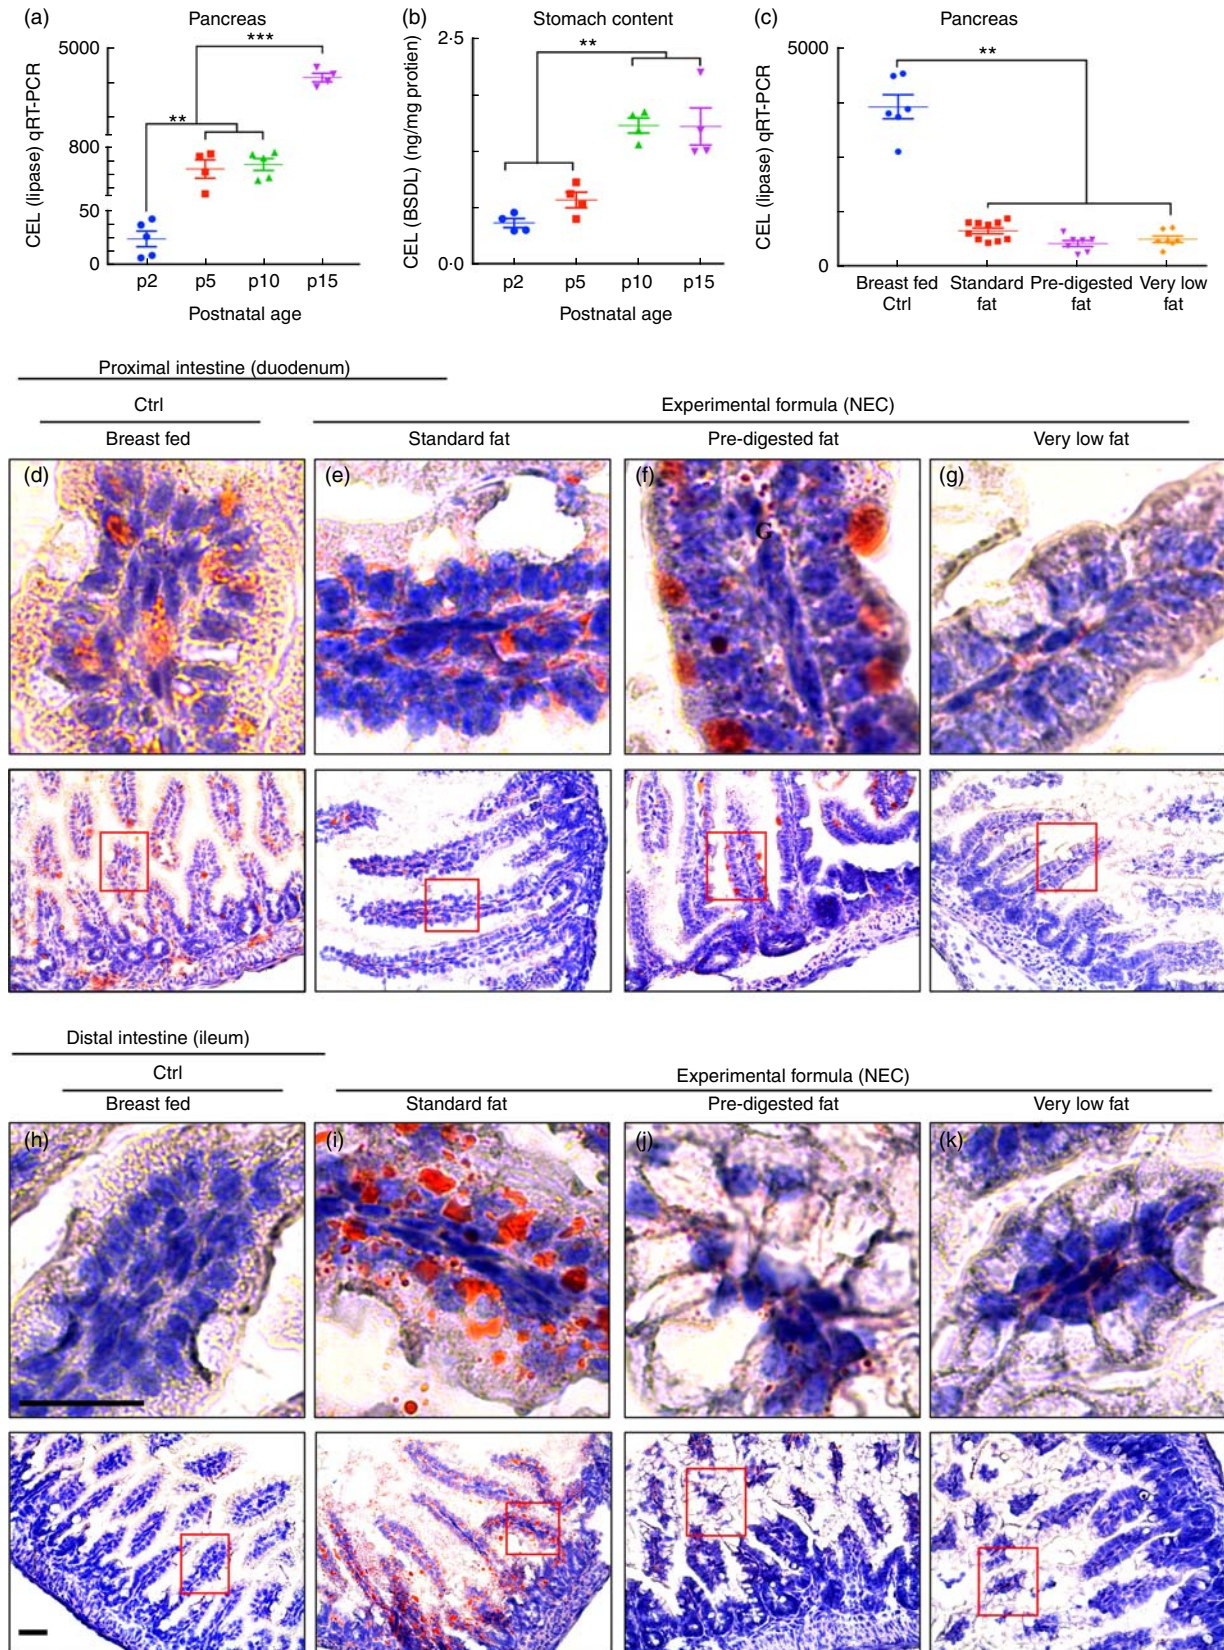 (a) Pancreas
5000
***
**
800
50
0
CEL (lipase) qRT-PCR
p2 p5 p10 p15
Postnatal age
(b) Stomach content
2·5
**
0·0
CEL (BSDL) (ng/mg protien)
p2 p5 p10 p15
Postnatal age
(c) Pancreas
5000
**
0
CEL (lipase) qRT-PCR
Breast fed Standard Pre-digested Very low
Ctrl fat fat fat
Proximal intestine (duodenum)
Ctrl Experimental formula (NEC)
Breast fed Standard fat Pre-digested fat Very low fat
(d) (e) (f) (g)
G
Distal intestine (ileum)
Ctrl Experimental formula (NEC)
Breast fed Standard fat Pre-digested fat Very low fat
(h) (i) (j) (k)